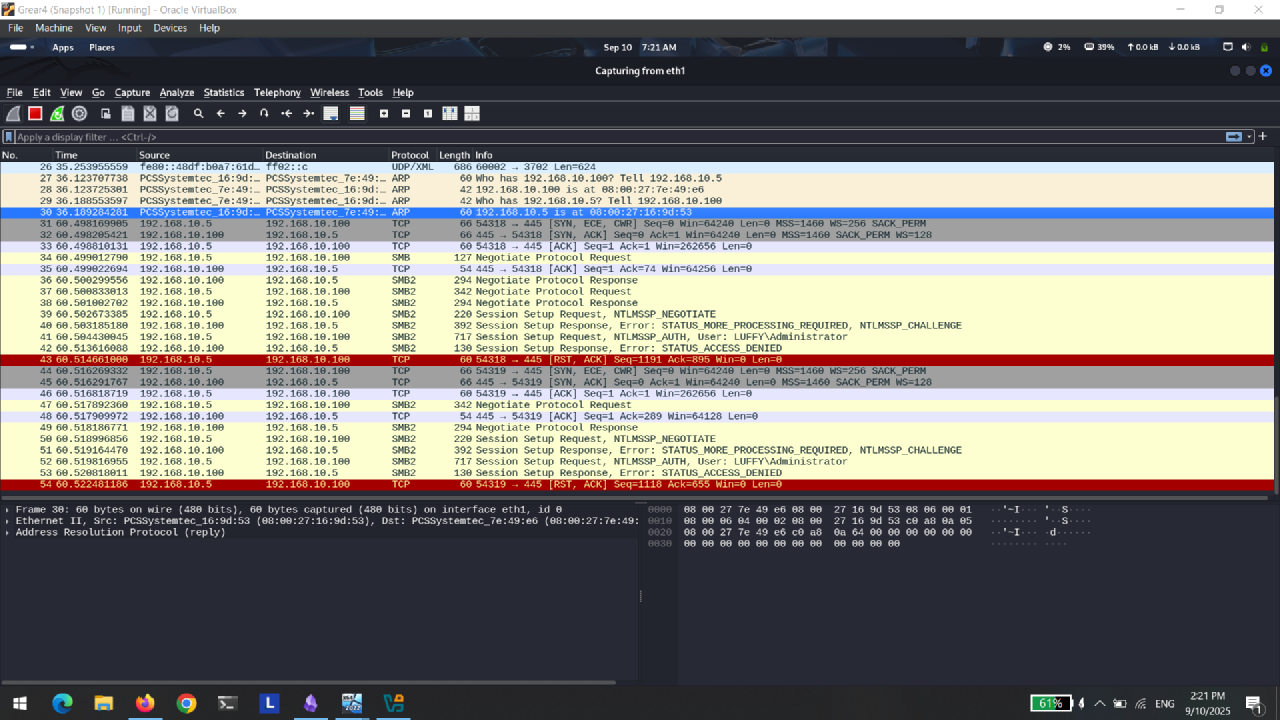 Grear4 (Snapshot 1) [Running] - Oracle VirtualBox
File Machine View Input Devices Help
Apps Places Sep 10 7:21 AM 2% 39% ↑0.0 kB ↓0.0 kB
Capturing from eth1
File Edit View Go Capture Analyze Statistics Telephony Wireless Tools Help
Apply a display filter ... <Ctrl-/>
No. Time Source Destination Protocol Length Info
26 35.253955559 fe80::48df:b0a7:61d… ff02::c UDP/XML 686 60002 → 3702 Len=624
27 36.123707738 PCSSystemtec_16:9d:… PCSSystemtec_7e:49:… ARP 60 Who has 192.168.10.100? Tell 192.168.10.5
28 36.123725301 PCSSystemtec_7e:49:… PCSSystemtec_16:9d:… ARP 42 192.168.10.100 is at 08:00:27:7e:49:e6
29 36.188553597 PCSSystemtec_7e:49:… PCSSystemtec_16:9d:… ARP 42 Who has 192.168.10.5? Tell 192.168.10.100
30 36.189284281 PCSSystemtec_16:9d:… PCSSystemtec_7e:49:… ARP 60 192.168.10.5 is at 08:00:27:16:9d:53
31 60.498169905 192.168.10.5 192.168.10.100 TCP 66 54318 → 445 [SYN, ECE, CWR] Seq=0 Win=64240 Len=0 MSS=1460 WS=256 SACK_PERM
32 60.498205421 192.168.10.100 192.168.10.5 TCP 66 445 → 54318 [SYN, ACK] Seq=0 Ack=1 Win=64240 Len=0 MSS=1460 SACK_PERM WS=128
33 60.498810131 192.168.10.5 192.168.10.100 TCP 60 54318 → 445 [ACK] Seq=1 Ack=1 Win=262656 Len=0
34 60.499012790 192.168.10.5 192.168.10.100 SMB 127 Negotiate Protocol Request
35 60.499022694 192.168.10.100 192.168.10.5 TCP 54 445 → 54318 [ACK] Seq=1 Ack=74 Win=64256 Len=0
36 60.500299556 192.168.10.100 192.168.10.5 SMB2 294 Negotiate Protocol Response
37 60.500833013 192.168.10.5 192.168.10.100 SMB2 342 Negotiate Protocol Request
38 60.501002702 192.168.10.100 192.168.10.5 SMB2 294 Negotiate Protocol Response
39 60.502673385 192.168.10.5 192.168.10.100 SMB2 220 Session Setup Request, NTLMSSP_NEGOTIATE
40 60.503185180 192.168.10.100 192.168.10.5 SMB2 392 Session Setup Response, Error: STATUS_MORE_PROCESSING_REQUIRED, NTLMSSP_CHALLENGE
41 60.504430045 192.168.10.5 192.168.10.100 SMB2 717 Session Setup Request, NTLMSSP_AUTH, User: LUFFY\Administrator
42 60.513616088 192.168.10.100 192.168.10.5 SMB2 130 Session Setup Response, Error: STATUS_ACCESS_DENIED
43 60.514661000 192.168.10.5 192.168.10.100 TCP 60 54318 → 445 [RST, ACK] Seq=1191 Ack=895 Win=0 Len=0
44 60.516269332 192.168.10.5 192.168.10.100 TCP 66 54319 → 445 [SYN, ECE, CWR] Seq=0 Win=64240 Len=0 MSS=1460 WS=256 SACK_PERM
45 60.516291767 192.168.10.100 192.168.10.5 TCP 66 445 → 54319 [SYN, ACK] Seq=0 Ack=1 Win=64240 Len=0 MSS=1460 SACK_PERM WS=128
46 60.516818719 192.168.10.5 192.168.10.100 TCP 60 54319 → 445 [ACK] Seq=1 Ack=1 Win=262656 Len=0
47 60.517892360 192.168.10.5 192.168.10.100 SMB2 342 Negotiate Protocol Request
48 60.517909972 192.168.10.100 192.168.10.5 TCP 54 445 → 54319 [ACK] Seq=1 Ack=289 Win=64128 Len=0
49 60.518186771 192.168.10.100 192.168.10.5 SMB2 294 Negotiate Protocol Response
50 60.518996856 192.168.10.5 192.168.10.100 SMB2 220 Session Setup Request, NTLMSSP_NEGOTIATE
51 60.519164470 192.168.10.100 192.168.10.5 SMB2 392 Session Setup Response, Error: STATUS_MORE_PROCESSING_REQUIRED, NTLMSSP_CHALLENGE
52 60.519816955 192.168.10.5 192.168.10.100 SMB2 717 Session Setup Request, NTLMSSP_AUTH, User: LUFFY\Administrator
53 60.520818011 192.168.10.100 192.168.10.5 SMB2 130 Session Setup Response, Error: STATUS_ACCESS_DENIED
54 60.522481186 192.168.10.5 192.168.10.100 TCP 60 54319 → 445 [RST, ACK] Seq=1118 Ack=655 Win=0 Len=0
Frame 30: 60 bytes on wire (480 bits), 60 bytes captured (480 bits) on interface eth1, id 0
Ethernet II, Src: PCSSystemtec_16:9d:53 (08:00:27:16:9d:53), Dst: PCSSystemtec_7e:49:e6 (08:00:27:7e:49:
Address Resolution Protocol (reply)
0000 08 00 27 7e 49 e6 08 00 27 16 9d 53 08 06 00 01 ··'~I··· '··S····
0010 08 00 06 04 00 02 08 00 27 16 9d 53 c0 a8 0a 05 ········ '··S····
0020 08 00 27 7e 49 e6 c0 a8 0a 64 00 00 00 00 00 00 ··'~I··· ·d······
0030 00 00 00 00 00 00 00 00 00 00 00 00 ········ ····
61% ENG 2:21 PM
9/10/2025
1